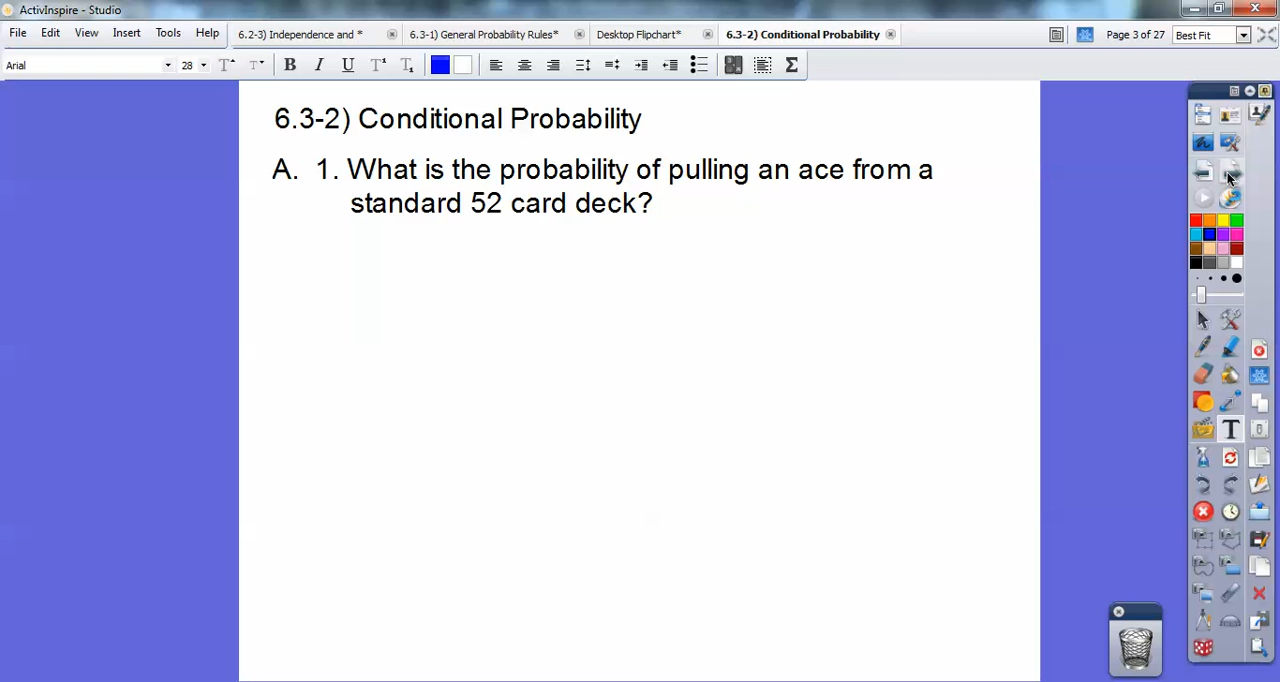 ActivInspire - Studio
File Edit View Insert Tools Help
6.2-3) Independence and * 6.3-1) General Probability Rules* Desktop Flipchart* 6.3-2) Conditional Probability
Page 3 of 27 Best Fit
Arial 28
6.3-2) Conditional Probability
A. 1. What is the probability of pulling an ace from a
standard 52 card deck?